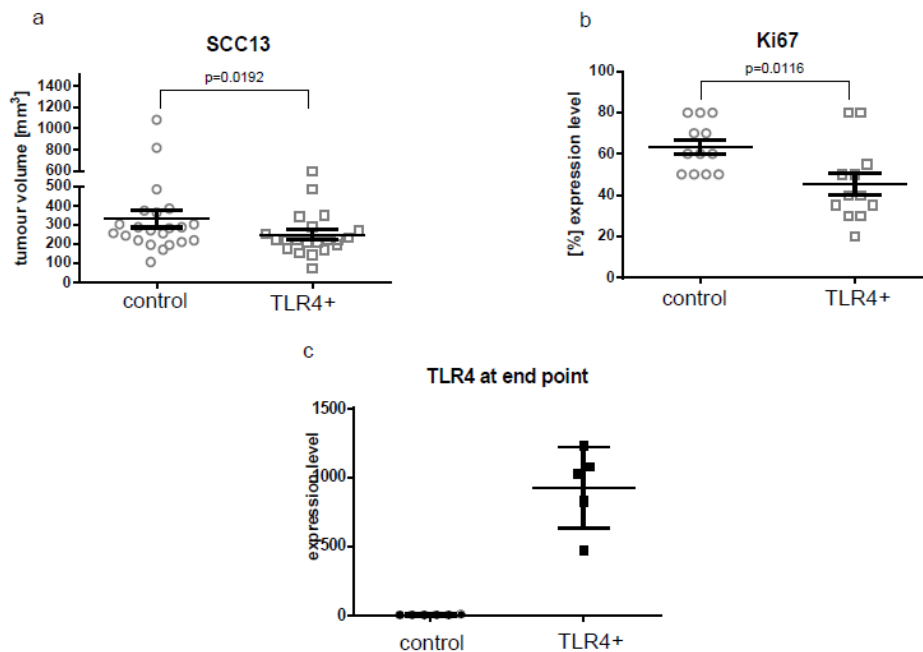 a
SCC13
p=0.0192
tumour volume [mm³]
1400
1200
1000
800
600
500
400
300
200
100
0
control
TLR4+
b
Ki67
p=0.0116
[%] expression level
100
80
60
40
20
0
control
TLR4+
c
TLR4 at end point
expression level
1500
1000
500
0
control
TLR4+